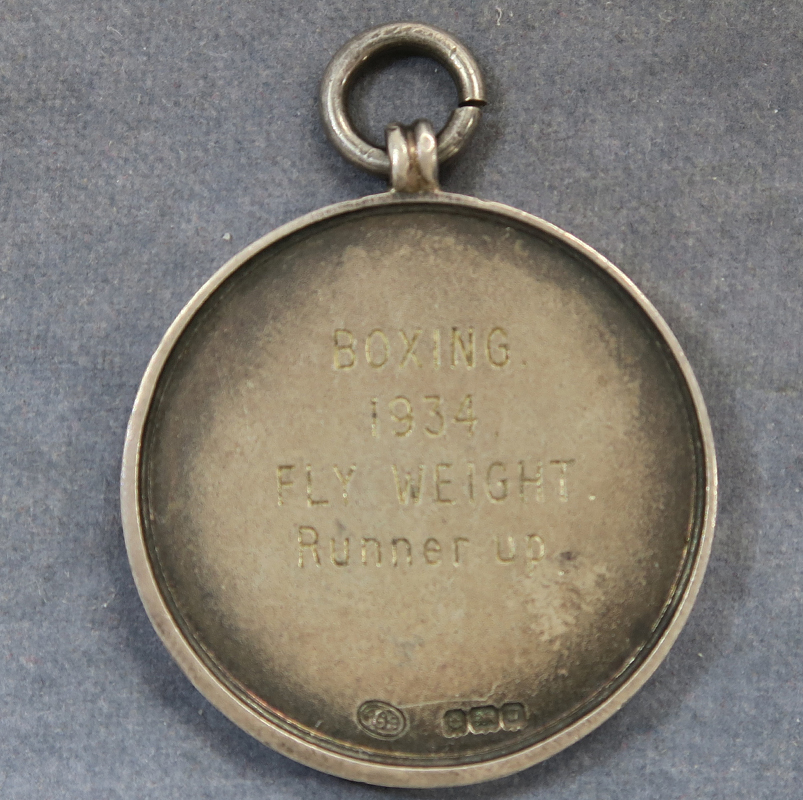 BOXING
1934
FLY WEIGHT.
Runner up.